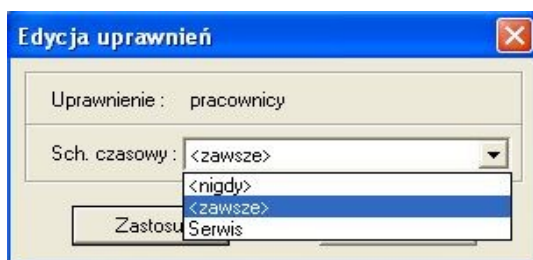 Edycja uprawnień
Uprawnienie : pracownicy
Sch. czasowy : <zawsze>
<nigdy>
<zawsze>
Serwis